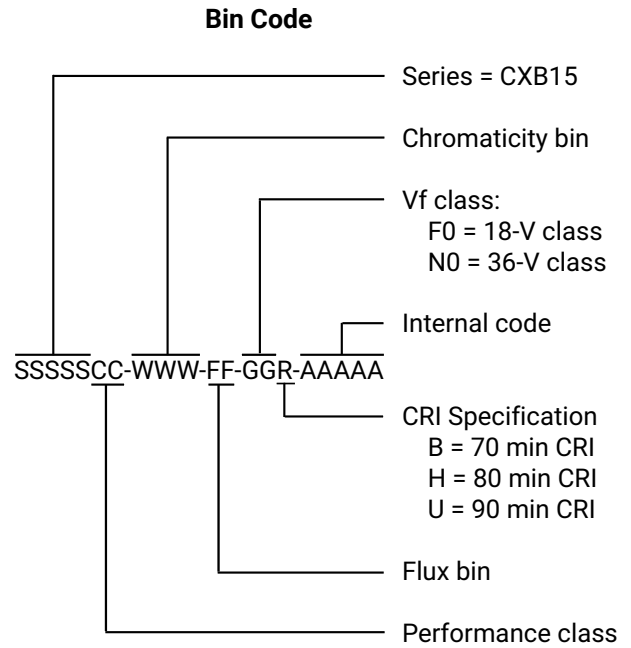 Bin Code
Series = CXB15
Chromaticity bin
Vf class:
F0 = 18-V class
N0 = 36-V class
Internal code
SSSSSCC-WWW-FF-GGR-AAAAA
CRI Specification
B = 70 min CRI
H = 80 min CRI
U = 90 min CRI
Flux bin
Performance class